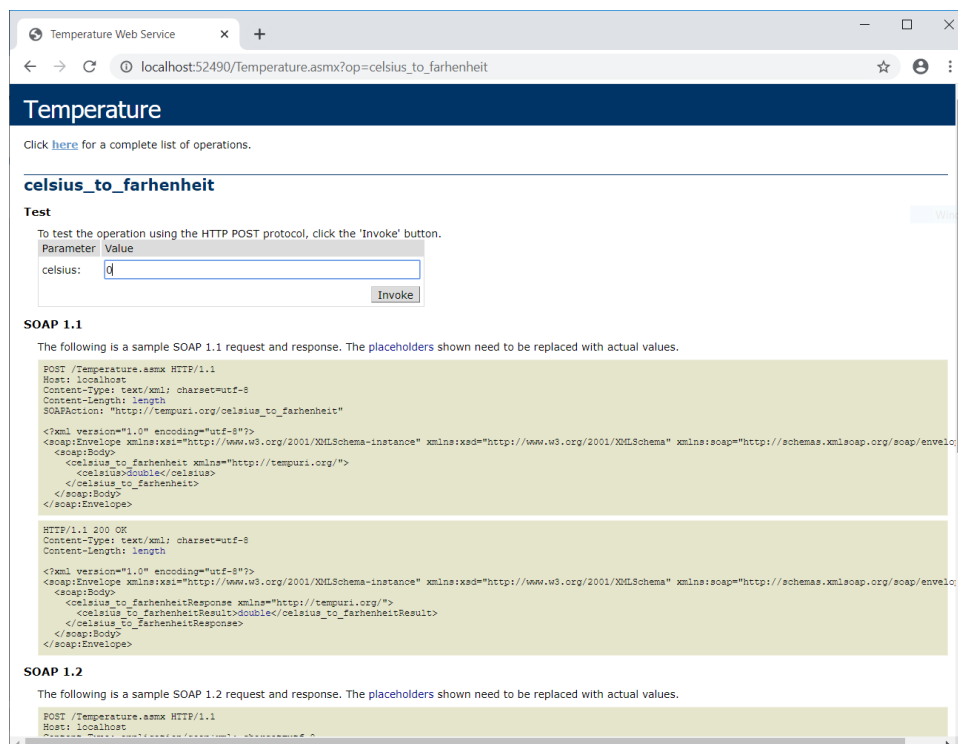 Temperature Web Service
localhost:52490/Temperature.asmx?op=celsius_to_farhenheit
Temperature
Click here for a complete list of operations.
celsius_to_farhenheit
Test
To test the operation using the HTTP POST protocol, click the 'Invoke' button.
Parameter Value
celsius: 0
Invoke
SOAP 1.1
The following is a sample SOAP 1.1 request and response. The placeholders shown need to be replaced with actual values.
POST /Temperature.asmx HTTP/1.1
Host: localhost
Content-Type: text/xml; charset=utf-8
Content-Length: length
SOAPAction: "http://tempuri.org/celsius_to_farhenheit"
<?xml version="1.0" encoding="utf-8"?>
<soap:Envelope xmlns:xsi="http://www.w3.org/2001/XMLSchema-instance" xmlns:xsd="http://www.w3.org/2001/XMLSchema" xmlns:soap="http://schemas.xmlsoap.org/soap/envelo
<soap:Body>
<celsius_to_farhenheit xmlns="http://tempuri.org/">
<celsius>double</celsius>
</celsius_to_farhenheit>
</soap:Body>
</soap:Envelope>
HTTP/1.1 200 OK
Content-Type: text/xml; charset=utf-8
Content-Length: length
<?xml version="1.0" encoding="utf-8"?>
<soap:Envelope xmlns:xsi="http://www.w3.org/2001/XMLSchema-instance" xmlns:xsd="http://www.w3.org/2001/XMLSchema" xmlns:soap="http://schemas.xmlsoap.org/soap/envelo
<soap:Body>
<celsius_to_farhenheitResponse xmlns="http://tempuri.org/">
<celsius_to_farhenheitResult>double</celsius_to_farhenheitResult>
</celsius_to_farhenheitResponse>
</soap:Body>
</soap:Envelope>
SOAP 1.2
The following is a sample SOAP 1.2 request and response. The placeholders shown need to be replaced with actual values.
POST /Temperature.asmx HTTP/1.1
Host: localhost